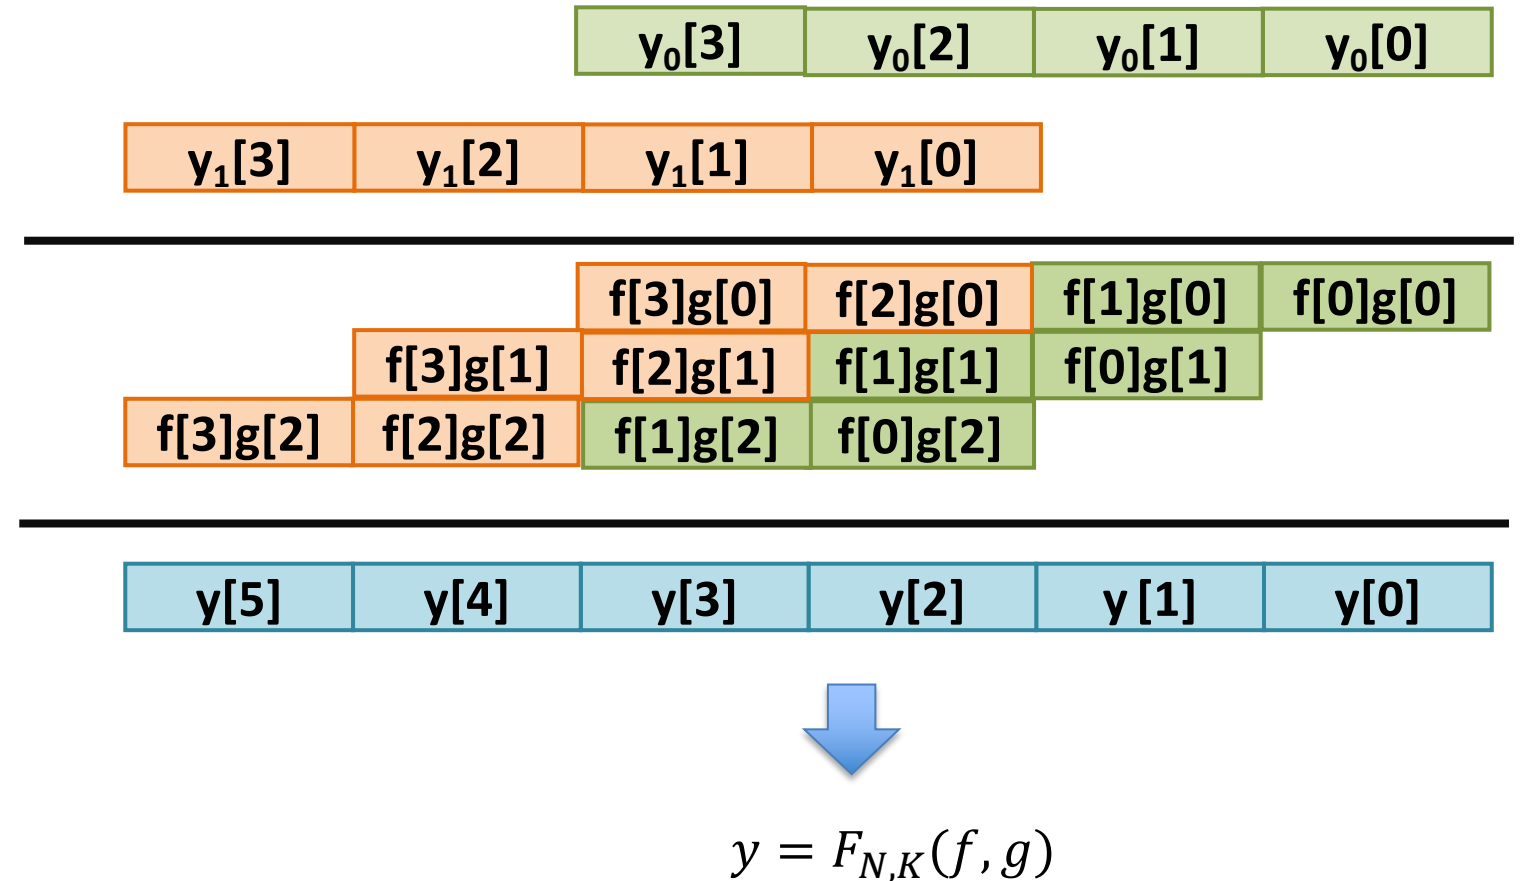 y₀[3] y₀[2] y₀[1] y₀[0]
y₁[3] y₁[2] y₁[1] y₁[0]
f[3]g[0] f[2]g[0] f[1]g[0] f[0]g[0]
f[3]g[1] f[2]g[1] f[1]g[1] f[0]g[1]
f[3]g[2] f[2]g[2] f[1]g[2] f[0]g[2]
y[5] y[4] y[3] y[2] y [1] y[0]
y = F_{N,K}(f, g)